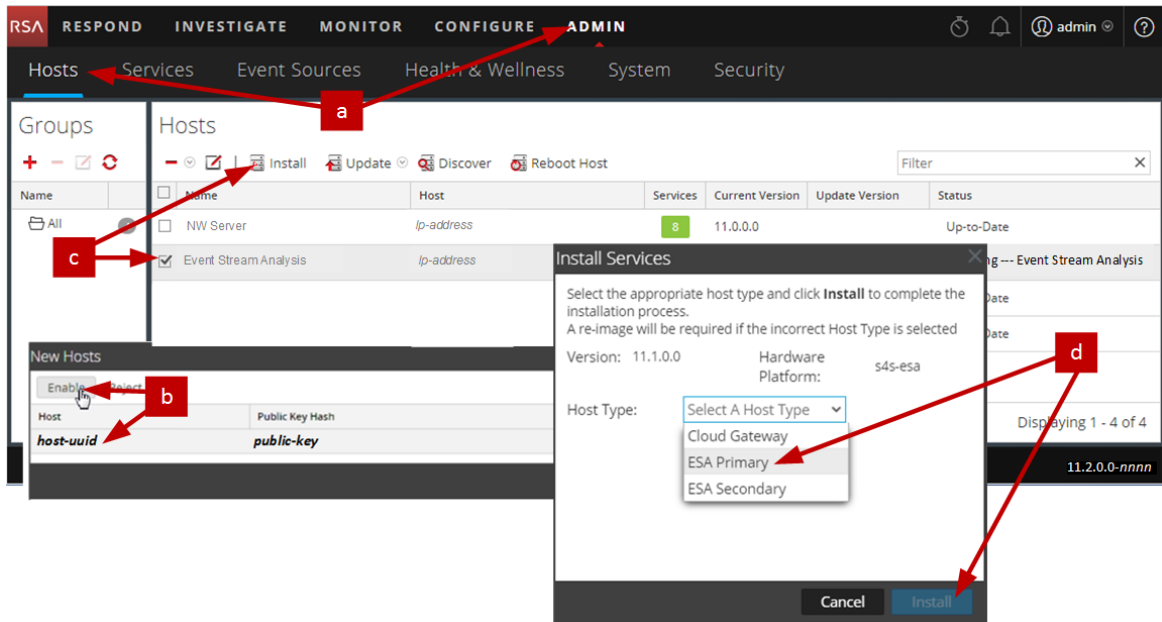 RSA RESPOND INVESTIGATE MONITOR CONFIGURE ADMIN admin ?
Hosts Services Event Sources Health & Wellness System Security
a
Groups
Hosts
Install Update Discover Reboot Host Filter
Name
Name Host Services Current Version Update Version Status
All
NW Server Ip-address 8 11.0.0.0 Up-to-Date
c
Event Stream Analysis Ip-address
ng --- Event Stream Analysis
Date
Date
Displaying 1 - 4 of 4
11.2.0.0-nnnn
New Hosts
Enable Reject
b
Host Public Key Hash
host-uuid public-key
Install Services
Select the appropriate host type and click Install to complete the
installation process.
A re-image will be required if the incorrect Host Type is selected
Version: 11.1.0.0 Hardware
Platform: s4s-esa
d
Host Type: Select A Host Type
Cloud Gateway
ESA Primary
ESA Secondary
Cancel Install